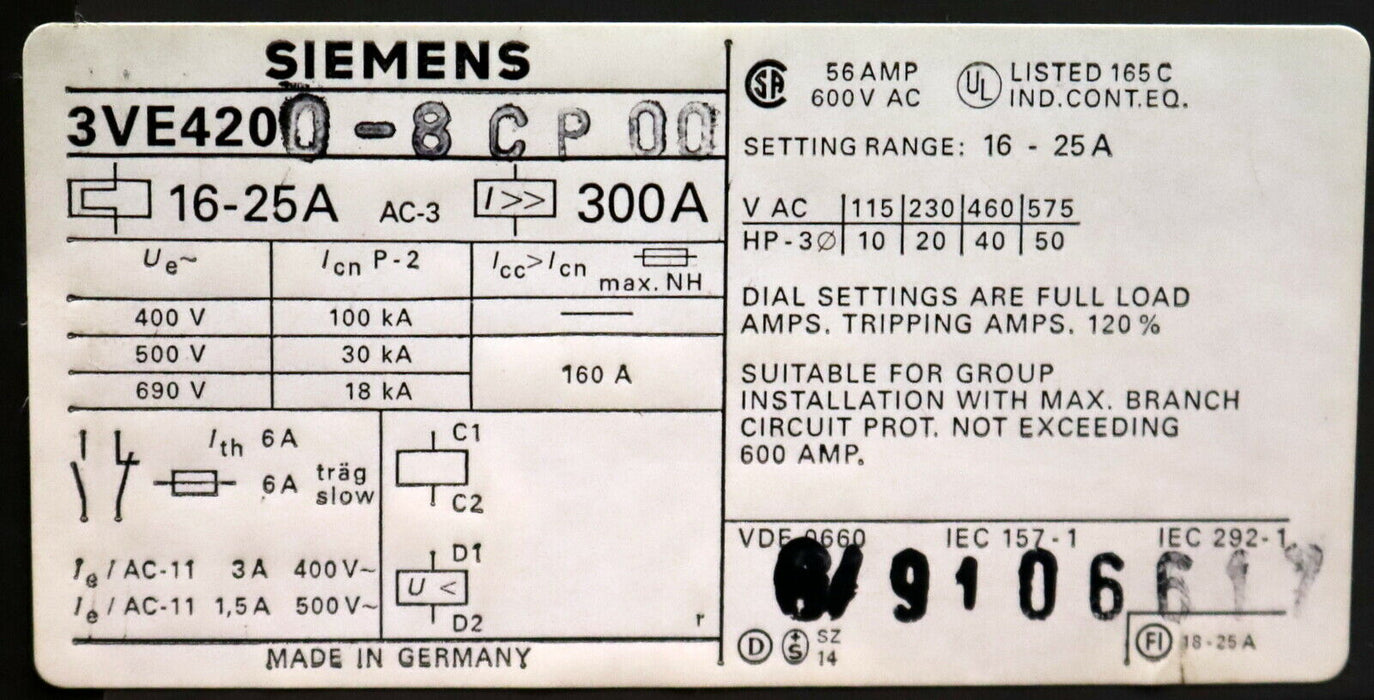 SIEMENS
3VE4200-8CP00
16-25A AC-3 I>> 300A
Ue~ Icn P-2 Icc>Icn max. NH
400 V 100 kA —
500 V 30 kA
160 A
690 V 18 kA
Ith 6A
6A träg
slow
Ie / AC-11 3A 400V~
Ie / AC-11 1,5A 500V~
C1
C2
D1
U <
D2
r
MADE IN GERMANY
SA 56 AMP
600V AC
UL LISTED 165 C
IND.CONT.EQ.
SETTING RANGE: 16 - 25A
V AC 115 230 460 575
HP-3∅ 10 20 40 50
DIAL SETTINGS ARE FULL LOAD
AMPS. TRIPPING AMPS. 120%
SUITABLE FOR GROUP
INSTALLATION WITH MAX. BRANCH
CIRCUIT PROT. NOT EXCEEDING
600 AMP.
VDE 0660 IEC 157-1 IEC 292-1
9106
D +S SZ
14
FI 18-25A